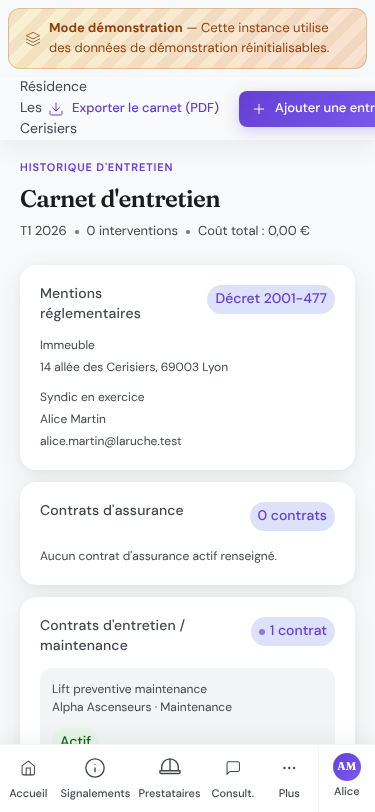 Mode démonstration — Cette instance utilise
des données de démonstration réinitialisables.
Résidence
Les
Cerisiers
Exporter le carnet (PDF)
Ajouter une entr
HISTORIQUE D'ENTRETIEN
Carnet d'entretien
T1 2026 • 0 interventions • Coût total : 0,00 €
Mentions
réglementaires
Décret 2001-477
Immeuble
14 allée des Cerisiers, 69003 Lyon
Syndic en exercice
Alice Martin
alice.martin@laruche.test
Contrats d'assurance
0 contrats
Aucun contrat d'assurance actif renseigné.
Contrats d'entretien /
maintenance
1 contrat
Lift preventive maintenance
Alpha Ascenseurs · Maintenance
Actif
Accueil
Signalements
Prestataires
Consult.
Plus
AM
Alice